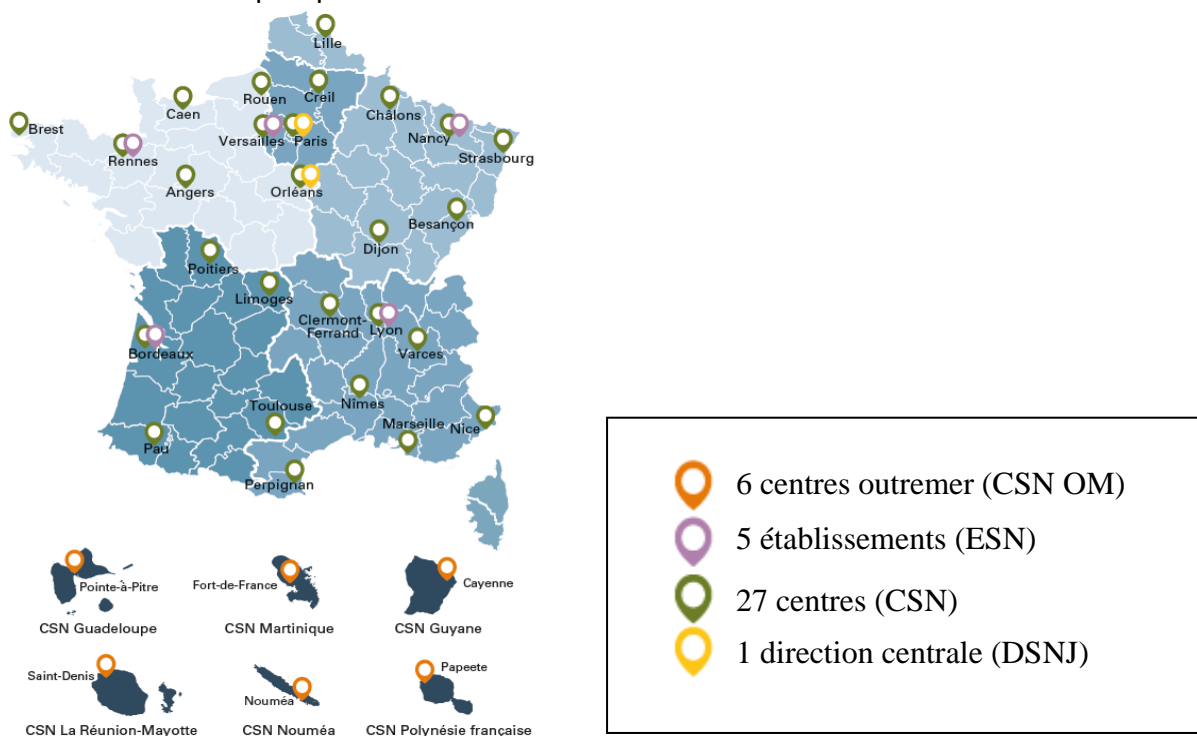 Lille
Rouen
Creil
Caen
Châlons
Brest
Versailles
Paris
Nancy
Rennes
Strasbourg
Angers
Orléans
Besançon
Dijon
Poitiers
Limoges
Clermont-
Ferrand
Lyon
Bordeaux
Varces
Nîmes
Toulouse
Marseille
Nice
Pau
Perpignan
Pointe-à-Pitre
Fort-de-France
Cayenne
CSN Guadeloupe
CSN Martinique
CSN Guyane
Saint-Denis
Nouméa
Papeete
CSN La Réunion-Mayotte
CSN Nouméa
CSN Polynésie française
6 centres outremer (CSN OM)
5 établissements (ESN)
27 centres (CSN)
1 direction centrale (DSNJ)